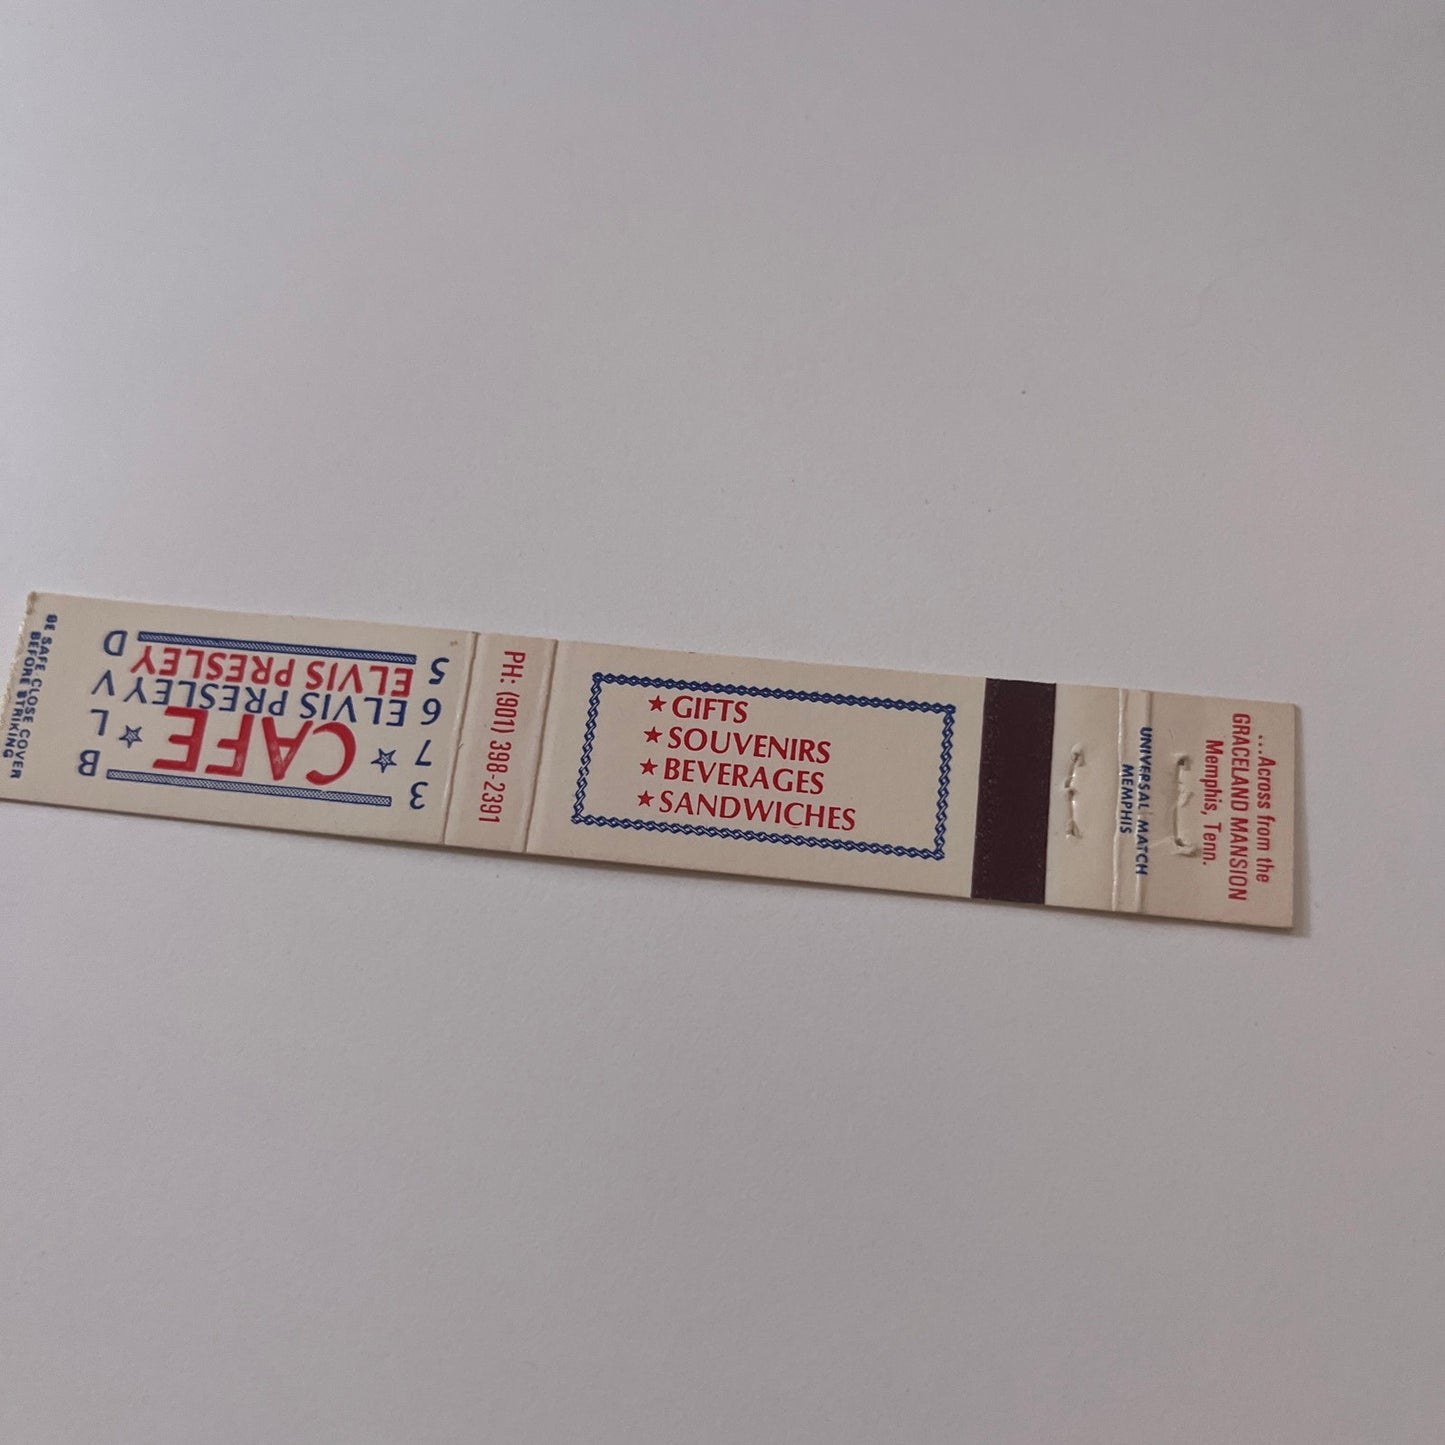 3 B
7 CAFE L
6 ELVIS PRESLEY V
ELVIS PRESLEY
5 D
BE SAFE-CLOSE COVER
BEFORE STRIKING
PH: (901) 398-2391
★ GIFTS
★ SOUVENIRS
★ BEVERAGES
★ SANDWICHES
UNIVERSAL MATCH
MEMPHIS
...Across from the
GRACELAND MANSION
Memphis, Tenn.